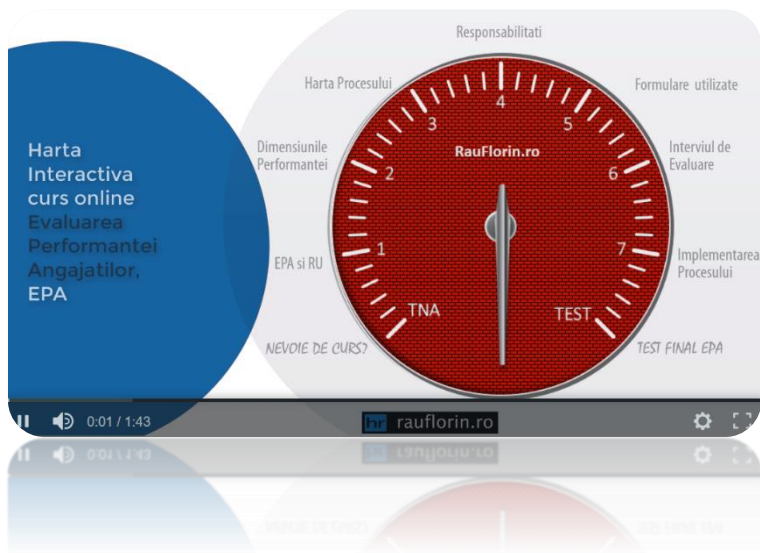 Harta
Interactiva
curs online
Evaluarea
Performantei
Angajatilor,
EPA
Responsabilitati
Harta Procesului
Formulare utilizate
Dimensiunile
Performantei
Interviul de
Evaluare
EPA si RU
Implementarea
Procesului
NEVOIE DE CURS?
TEST FINAL EPA
4
3
5
RauFlorin.ro
2
6
1
7
TNA
TEST
0:01 / 1:43
hr rauflorin.ro